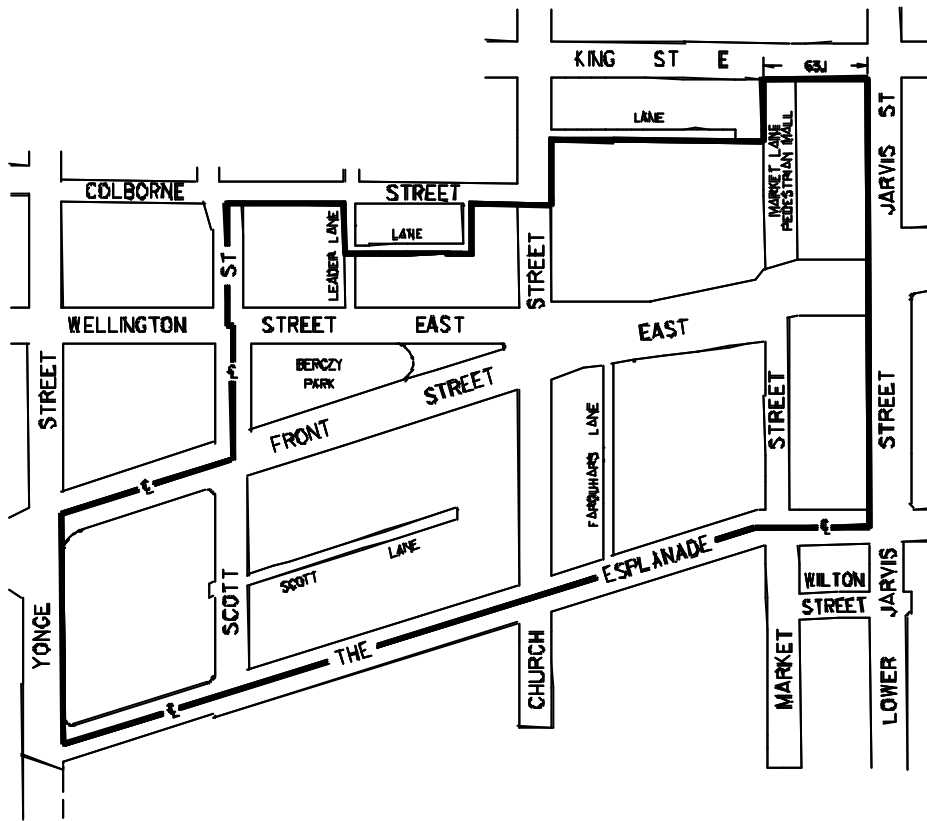 KING ST E
63.1
LANE
MARKET LANE
PEDESTRIAN MALL
JARVIS ST
COLBORNE STREET
LANE
LEADER LANE
ST
STREET
WELLINGTON STREET EAST
EAST
BERCZY
PARK
STREET
℄
FRONT STREET
STREET
STREET
FARQUHARS LANE
℄
℄
ESPLANADE
SCOTT LANE
WILTON
STREET
SCOTT
JARVIS
YONGE
THE
CHURCH
MARKET
LOWER
℄